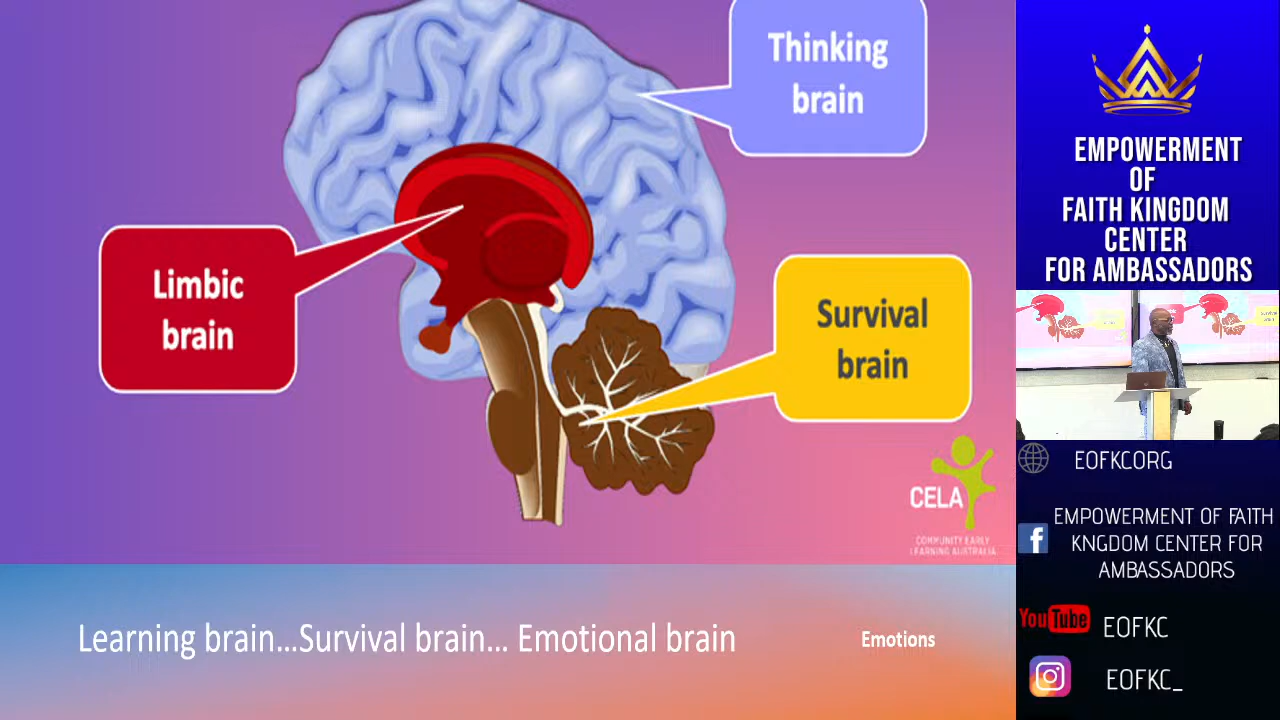 Thinking
brain
Limbic
brain
Survival
brain
CELA
COMMUNITY EARLY
LEARNING AUSTRALIA
Learning brain...Survival brain... Emotional brain
Emotions
EMPOWERMENT
OF
FAITH KINGDOM
CENTER
FOR AMBASSADORS
EOFKCORG
f
EMPOWERMENT OF FAITH
KNGDOM CENTER FOR
AMBASSADORS
YouTube
EOFKC
EOFKC_